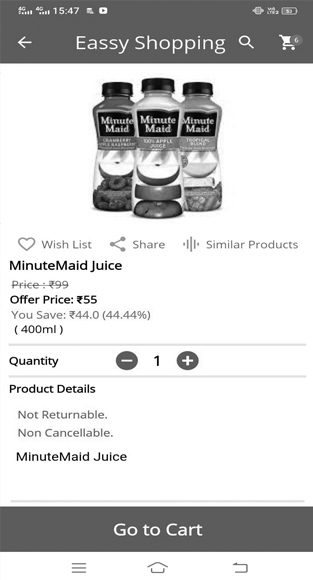 4G 4G 15:47
Eassy Shopping
6
Minute Maid Minute Maid Minute Maid
CRANBERRY APPLE RASPBERRY 100% APPLE JUICE TROPICAL BLEND
Wish List Share Similar Products
MinuteMaid Juice
Price : ₹99
Offer Price: ₹55
You Save: ₹44.0 (44.44%)
( 400ml )
Quantity 1
Product Details
Not Returnable.
Non Cancellable.
MinuteMaid Juice
Go to Cart